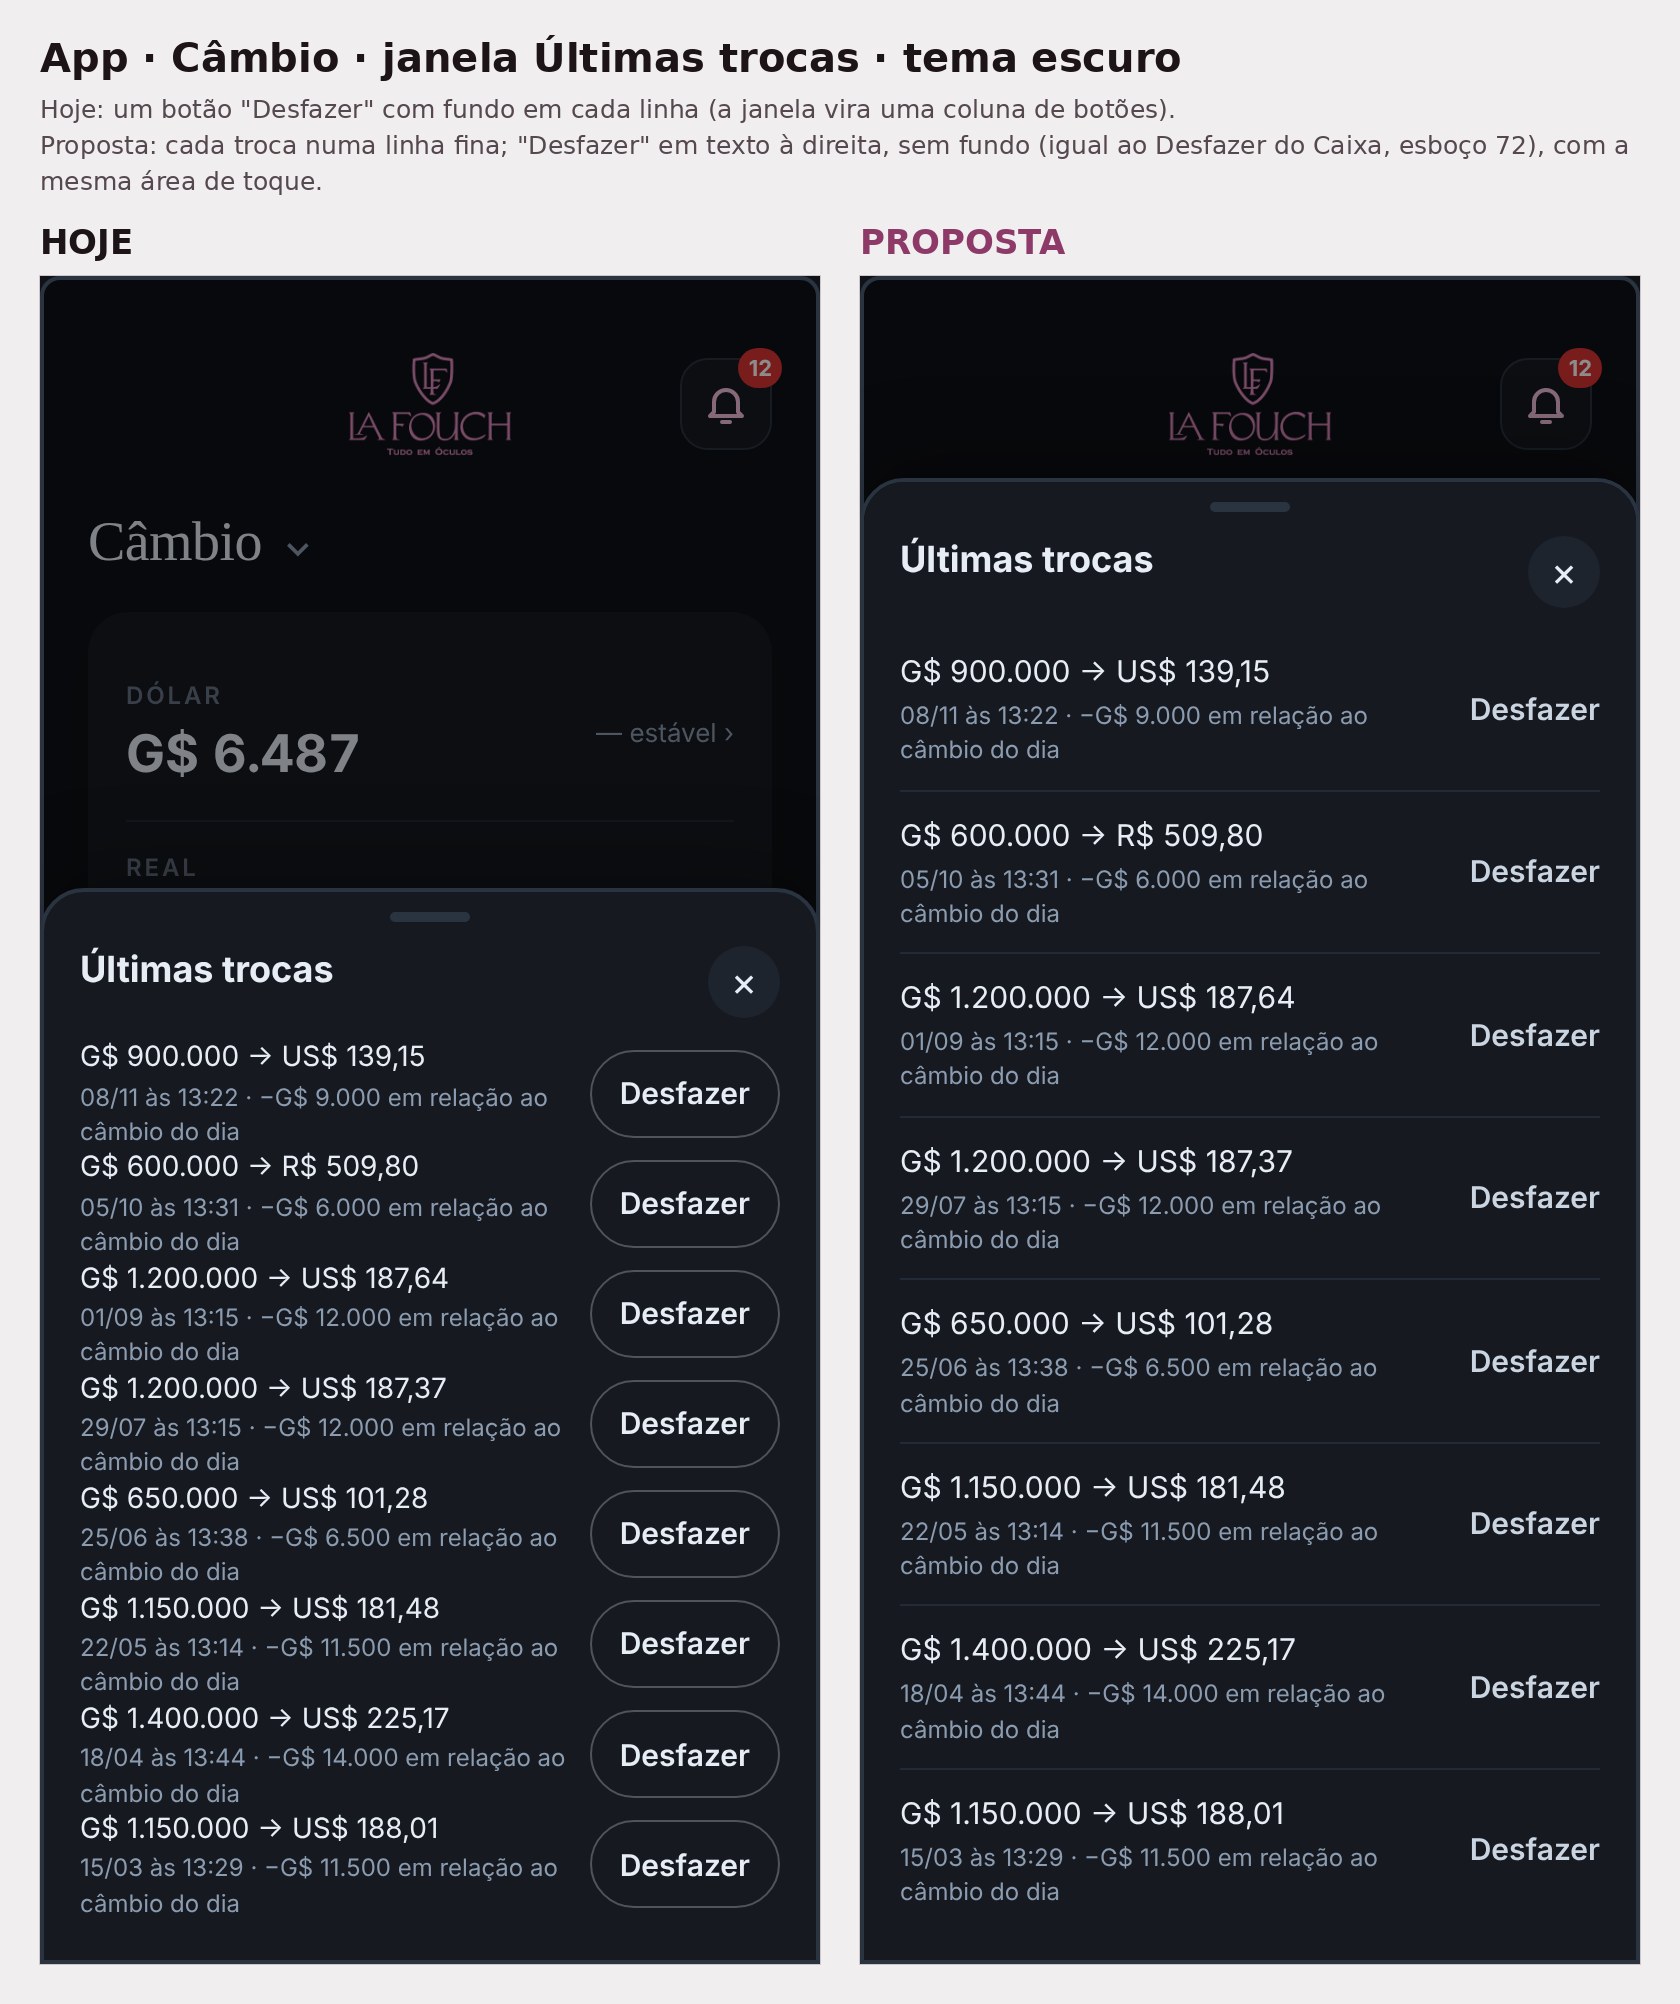 App · Câmbio · janela Últimas trocas · tema escuro
Hoje: um botão "Desfazer" com fundo em cada linha (a janela vira uma coluna de botões).
Proposta: cada troca numa linha fina; "Desfazer" em texto à direita, sem fundo (igual ao Desfazer do Caixa, esboço 72), com a
mesma área de toque.
HOJE
12
LF
LA FOUCH
TUDO EM ÓCULOS
Câmbio
DÓLAR
G$ 6.487
— estável ›
REAL
Últimas trocas
×
G$ 900.000 → US$ 139,15
08/11 às 13:22 · −G$ 9.000 em relação ao
câmbio do dia
Desfazer
G$ 600.000 → R$ 509,80
05/10 às 13:31 · −G$ 6.000 em relação ao
câmbio do dia
Desfazer
G$ 1.200.000 → US$ 187,64
01/09 às 13:15 · −G$ 12.000 em relação ao
câmbio do dia
Desfazer
G$ 1.200.000 → US$ 187,37
29/07 às 13:15 · −G$ 12.000 em relação ao
câmbio do dia
Desfazer
G$ 650.000 → US$ 101,28
25/06 às 13:38 · −G$ 6.500 em relação ao
câmbio do dia
Desfazer
G$ 1.150.000 → US$ 181,48
22/05 às 13:14 · −G$ 11.500 em relação ao
câmbio do dia
Desfazer
G$ 1.400.000 → US$ 225,17
18/04 às 13:44 · −G$ 14.000 em relação ao
câmbio do dia
Desfazer
G$ 1.150.000 → US$ 188,01
15/03 às 13:29 · −G$ 11.500 em relação ao
câmbio do dia
Desfazer
PROPOSTA
12
LF
LA FOUCH
TUDO EM ÓCULOS
Últimas trocas
×
G$ 900.000 → US$ 139,15
08/11 às 13:22 · −G$ 9.000 em relação ao
câmbio do dia
Desfazer
G$ 600.000 → R$ 509,80
05/10 às 13:31 · −G$ 6.000 em relação ao
câmbio do dia
Desfazer
G$ 1.200.000 → US$ 187,64
01/09 às 13:15 · −G$ 12.000 em relação ao
câmbio do dia
Desfazer
G$ 1.200.000 → US$ 187,37
29/07 às 13:15 · −G$ 12.000 em relação ao
câmbio do dia
Desfazer
G$ 650.000 → US$ 101,28
25/06 às 13:38 · −G$ 6.500 em relação ao
câmbio do dia
Desfazer
G$ 1.150.000 → US$ 181,48
22/05 às 13:14 · −G$ 11.500 em relação ao
câmbio do dia
Desfazer
G$ 1.400.000 → US$ 225,17
18/04 às 13:44 · −G$ 14.000 em relação ao
câmbio do dia
Desfazer
G$ 1.150.000 → US$ 188,01
15/03 às 13:29 · −G$ 11.500 em relação ao
câmbio do dia
Desfazer